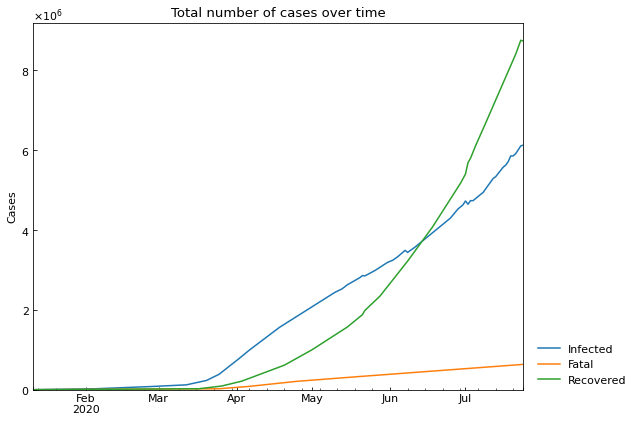 Total number of cases over time
×10⁶
Cases
8
6
4
2
0
Feb
2020
Mar
Apr
May
Jun
Jul
Infected
Fatal
Recovered